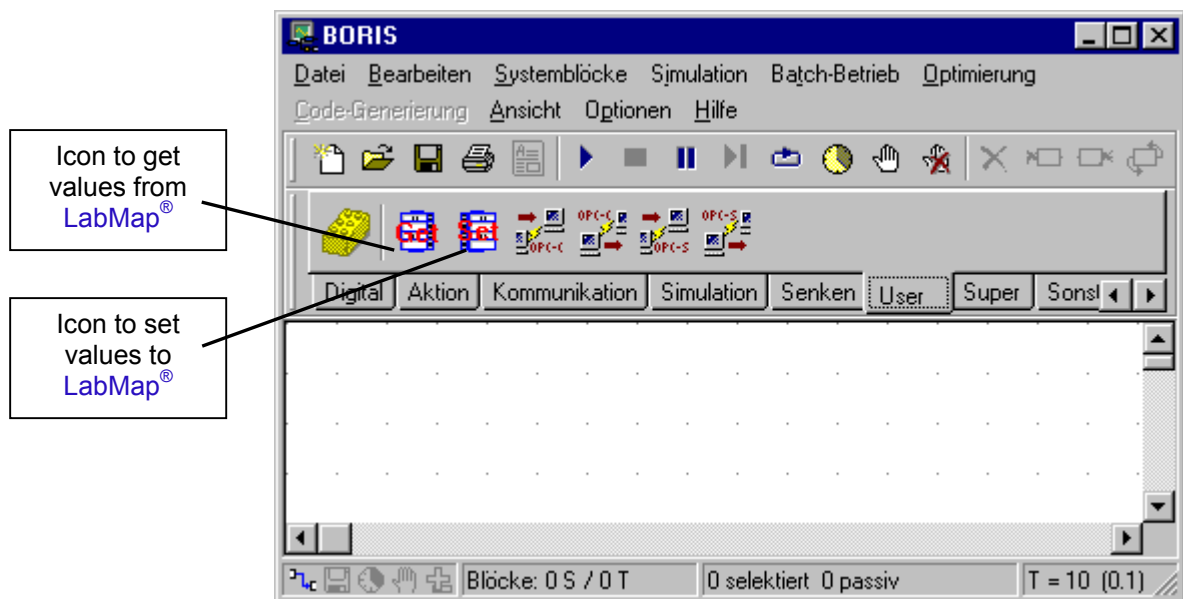 BORIS
Datei Bearbeiten Systemblöcke Simulation Batch-Betrieb Optimierung
Code-Generierung Ansicht Optionen Hilfe
Icon to get
values from
LabMap®
Get Set OPC-C OPC-C OPC-S OPC-S
Digital Aktion Kommunikation Simulation Senken User Super Sonst
Icon to set
values to
LabMap®
Blöcke: 0 S / 0 T 0 selektiert 0 passiv T = 10 (0.1)